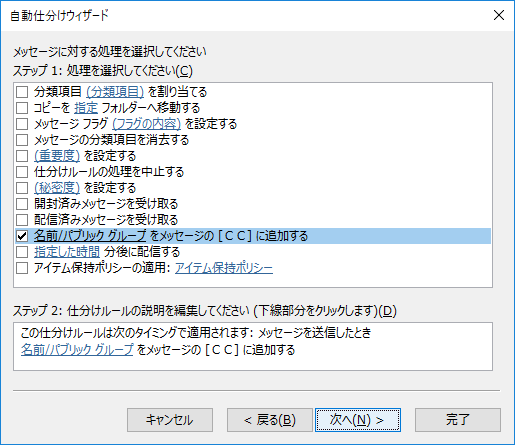 自動仕分けウィザード
メッセージに対する処理を選択してください
ステップ 1: 処理を選択してください(C)
分類項目 (分類項目) を割り当てる
コピーを 指定 フォルダーへ移動する
メッセージ フラグ (フラグの内容) を設定する
メッセージの分類項目を消去する
(重要度) を設定する
仕分けルールの処理を中止する
(秘密度) を設定する
開封済みメッセージを受け取る
配信済みメッセージを受け取る
名前/パブリック グループ をメッセージの [ＣＣ] に追加する
指定した時間 分後に配信する
アイテム保持ポリシーの適用: アイテム保持ポリシー
ステップ 2: 仕分けルールの説明を編集してください (下線部分をクリックします)(D)
この仕分けルールは次のタイミングで適用されます: メッセージを送信したとき
名前/パブリック グループ をメッセージの [ＣＣ] に追加する
キャンセル
< 戻る(B)
次へ(N) >
完了